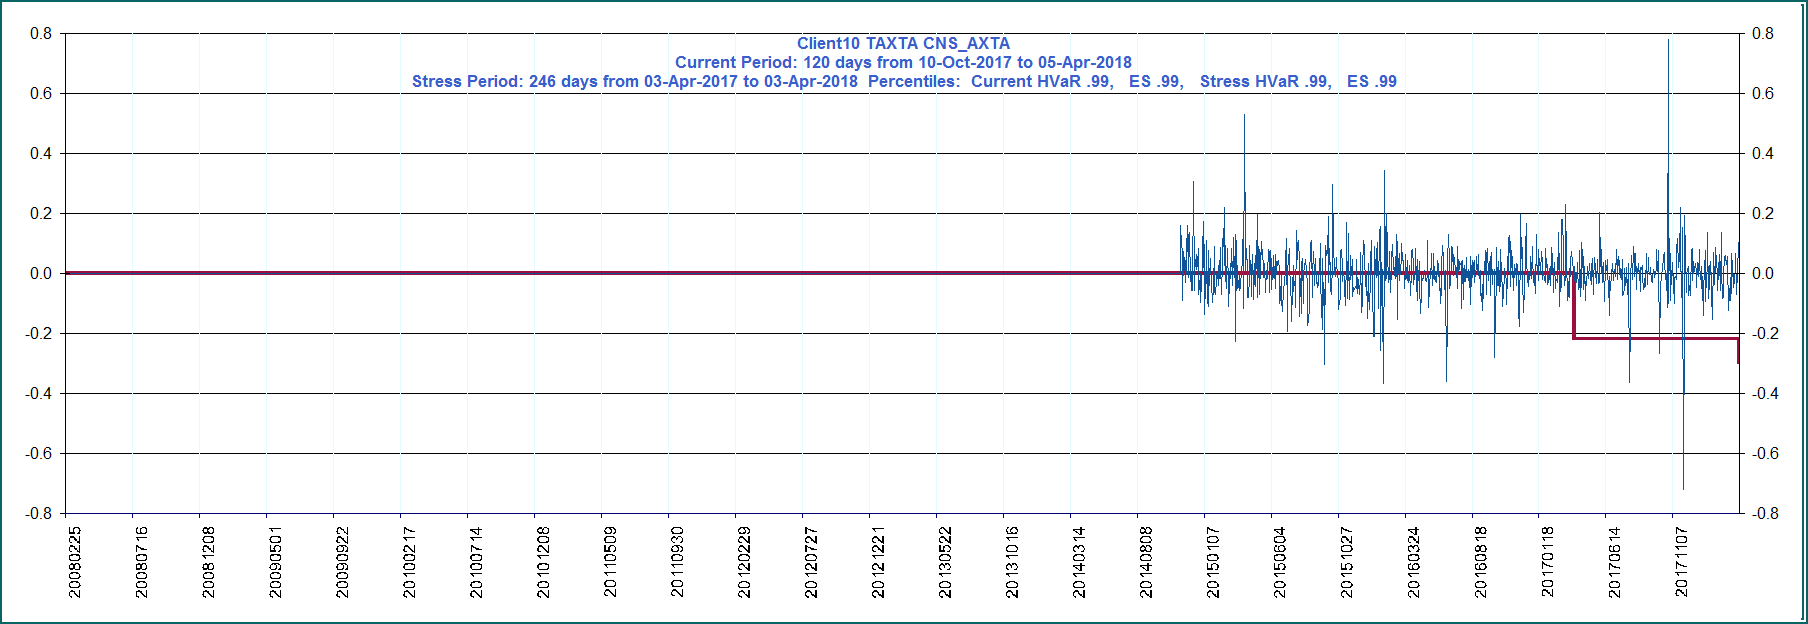 Client10 TAXTA CNS_AXTA
Current Period: 120 days from 10-Oct-2017 to 05-Apr-2018
Stress Period: 246 days from 03-Apr-2017 to 03-Apr-2018  Percentiles:  Current HVaR .99,   ES .99,   Stress HVaR .99,   ES .99
0.8 0.8
0.6 0.6
0.4 0.4
0.2 0.2
0.0 0.0
-0.2 -0.2
-0.4 -0.4
-0.6 -0.6
-0.8 -0.8
20080225 20080716 20081208 20090501 20090922 20100217 20100714 20101208 20110509 20110930 20120229 20120727 20121221 20130522 20131016 20140314 20140808 20150107 20150604 20151027 20160324 20160818 20170118 20170614 20171107